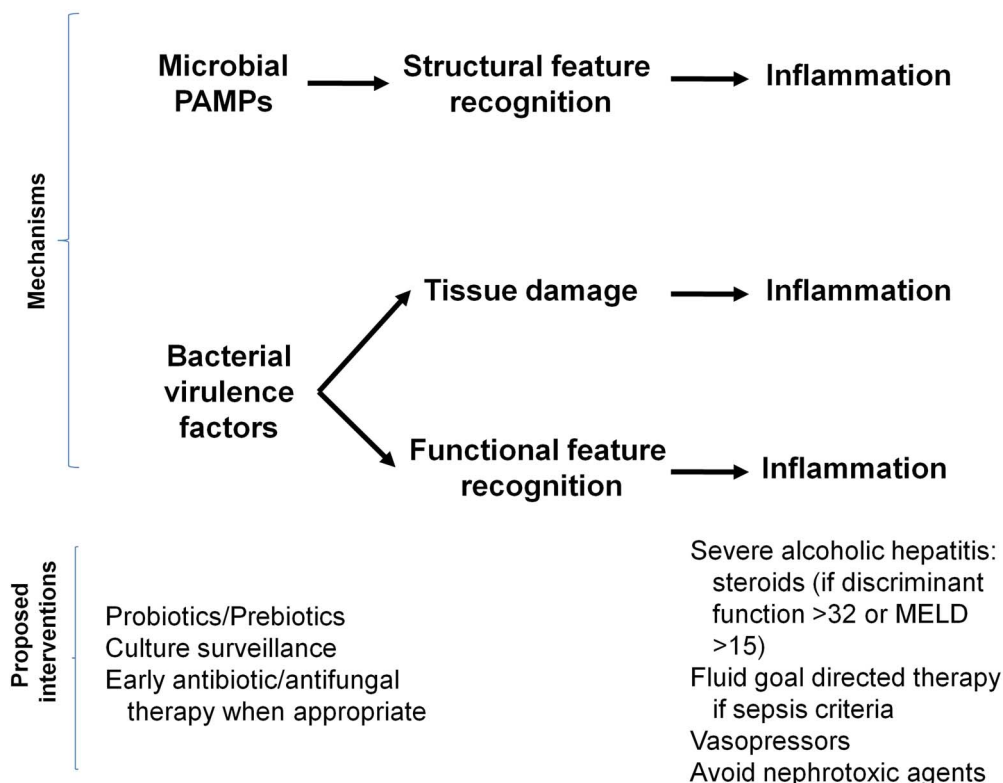 Mechanisms
Microbial
PAMPs
Structural feature
recognition
Inflammation
Bacterial
virulence
factors
Tissue damage
Inflammation
Functional feature
recognition
Inflammation
Proposed
interventions
Probiotics/Prebiotics
Culture surveillance
Early antibiotic/antifungal
therapy when appropriate
Severe alcoholic hepatitis:
steroids (if discriminant
function >32 or MELD
>15)
Fluid goal directed therapy
if sepsis criteria
Vasopressors
Avoid nephrotoxic agents